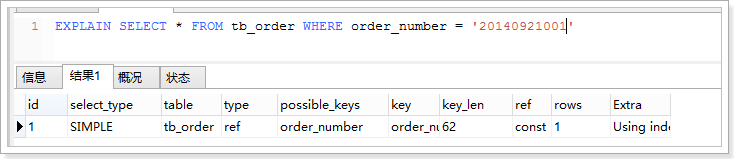 1 EXPLAIN SELECT * FROM tb_order WHERE order_number = '20140921001'
信息 结果1 概况 状态
id select_type table type possible_keys key key_len ref rows Extra
1 SIMPLE tb_order ref order_number order_nu 62 const 1 Using inde